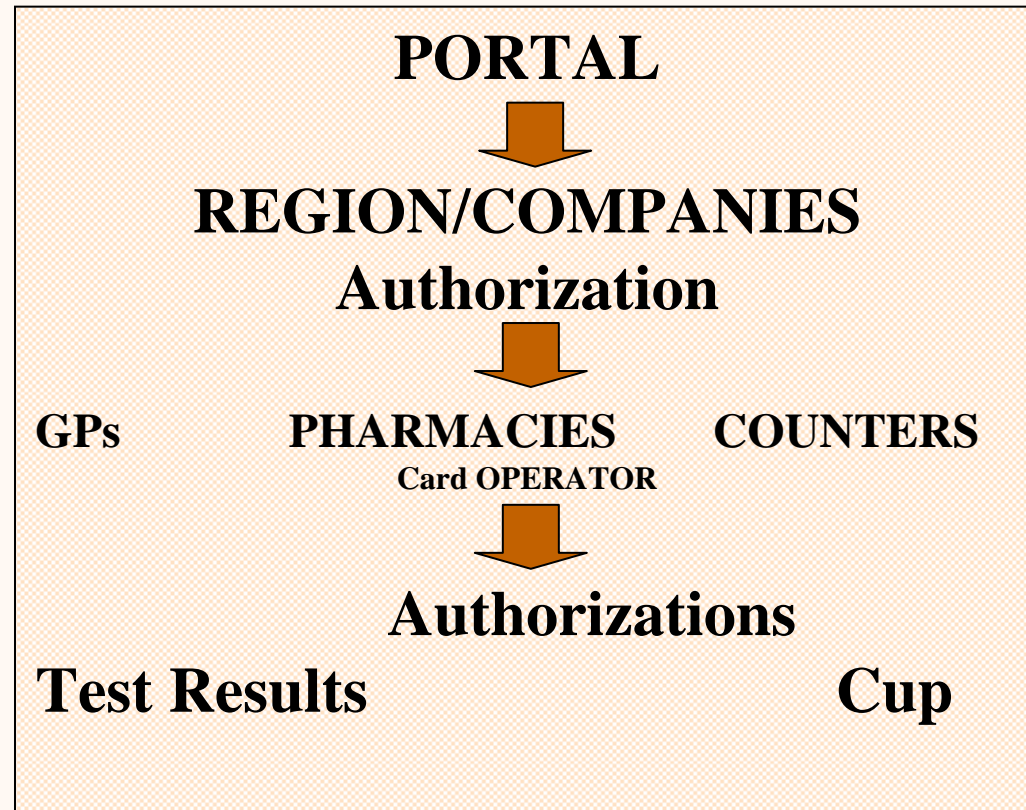 PORTAL
REGION/COMPANIES
Authorization
GPs PHARMACIES COUNTERS
Card OPERATOR
Authorizations
Test Results Cup